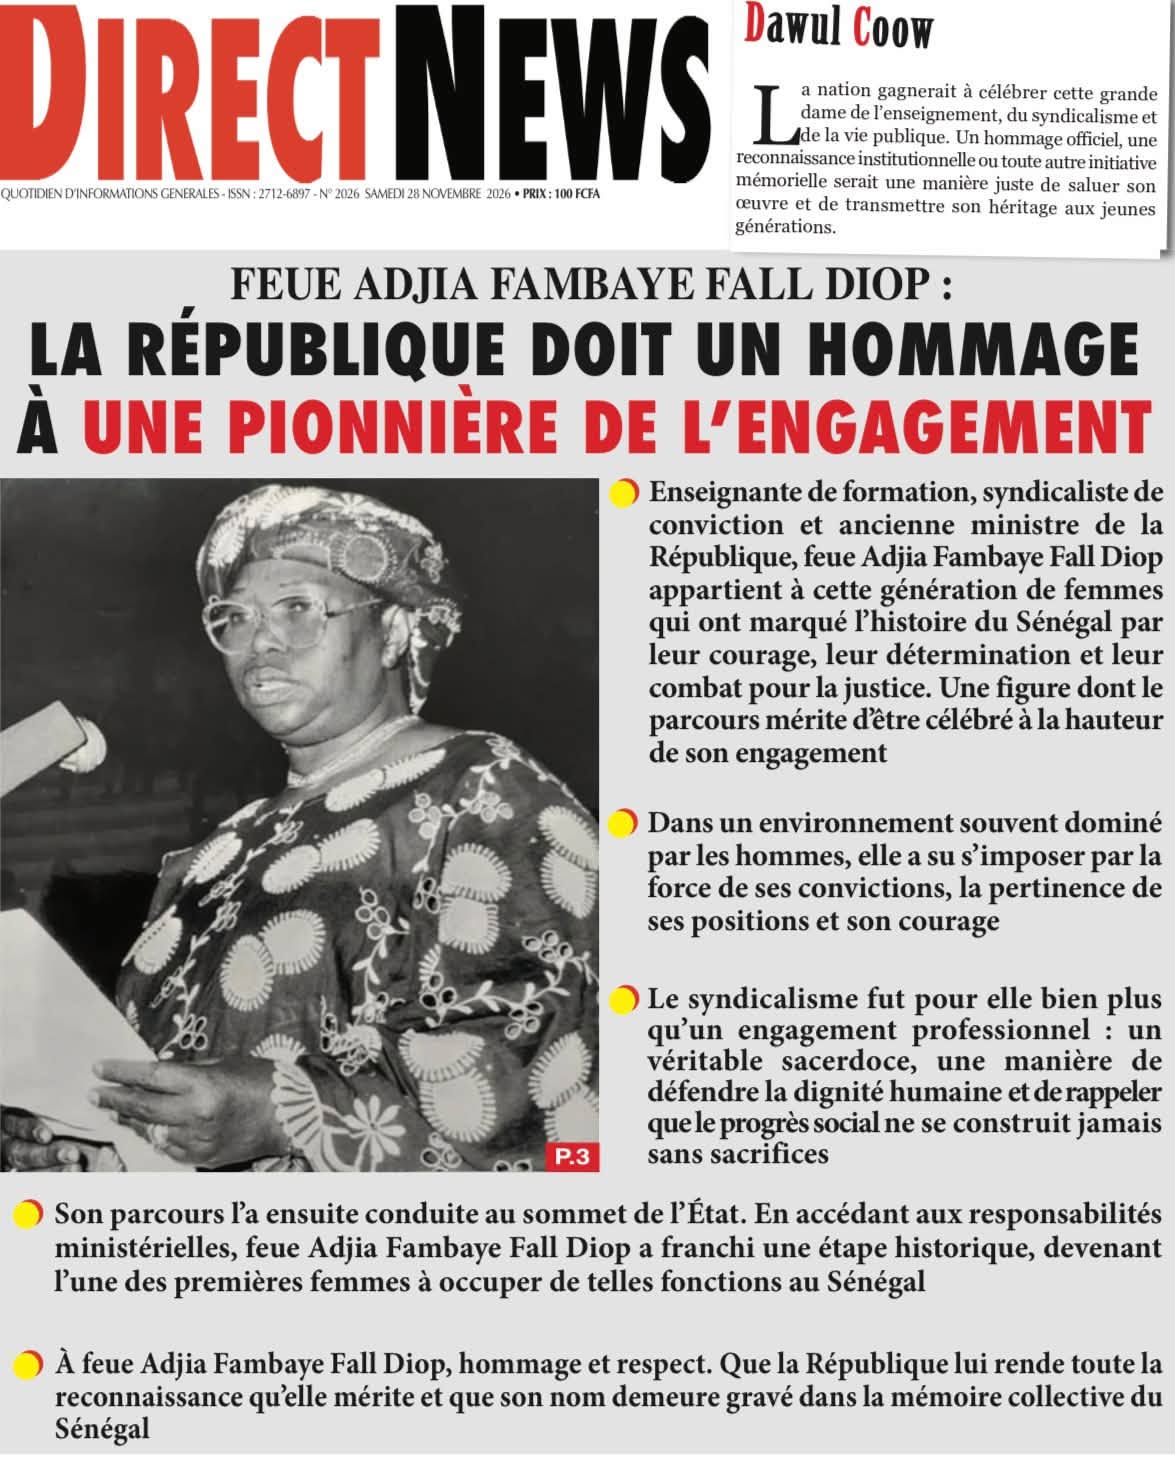 DIRECT NEWS
QUOTIDIEN D'INFORMATIONS GENERALES - ISSN : 2712-6897 - N° 2026 SAMEDI 28 NOVEMBRE 2026 • PRIX : 100 FCFA
Dawul Coow
La nation gagnerait à célébrer cette grande
dame de l'enseignement, du syndicalisme et
de la vie publique. Un hommage officiel, une
reconnaissance institutionnelle ou toute autre initiative
mémorielle serait une manière juste de saluer son
œuvre et de transmettre son héritage aux jeunes
générations.
FEUE ADJIA FAMBAYE FALL DIOP :
LA RÉPUBLIQUE DOIT UN HOMMAGE
À UNE PIONNIÈRE DE L'ENGAGEMENT
Enseignante de formation, syndicaliste de
conviction et ancienne ministre de la
République, feue Adjia Fambaye Fall Diop
appartient à cette génération de femmes
qui ont marqué l'histoire du Sénégal par
leur courage, leur détermination et leur
combat pour la justice. Une figure dont le
parcours mérite d'être célébré à la hauteur
de son engagement
Dans un environnement souvent dominé
par les hommes, elle a su s'imposer par la
force de ses convictions, la pertinence de
ses positions et son courage
Le syndicalisme fut pour elle bien plus
qu'un engagement professionnel : un
véritable sacerdoce, une manière de
défendre la dignité humaine et de rappeler
que le progrès social ne se construit jamais
sans sacrifices
P.3
Son parcours l'a ensuite conduite au sommet de l'État. En accédant aux responsabilités
ministérielles, feue Adjia Fambaye Fall Diop a franchi une étape historique, devenant
l'une des premières femmes à occuper de telles fonctions au Sénégal
À feue Adjia Fambaye Fall Diop, hommage et respect. Que la République lui rende toute la
reconnaissance qu'elle mérite et que son nom demeure gravé dans la mémoire collective du
Sénégal